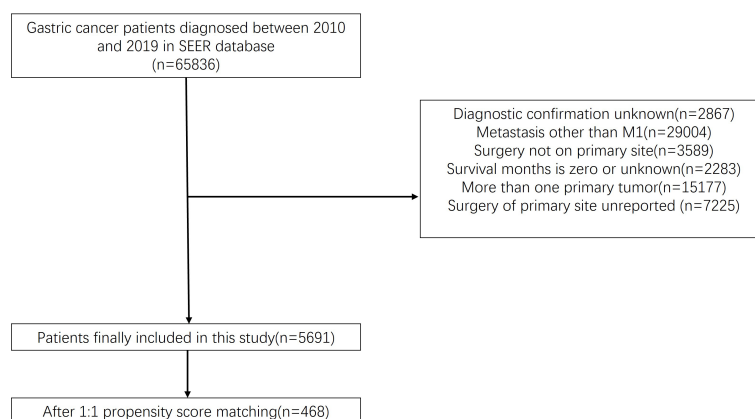 Gastric cancer patients diagnosed between 2010
and 2019 in SEER database
(n=65836)
Diagnostic confirmation unknown(n=2867)
Metastasis other than M1(n=29004)
Surgery not on primary site(n=3589)
Survival months is zero or unknown(n=2283)
More than one primary tumor(n=15177)
Surgery of primary site unreported (n=7225)
Patients finally included in this study(n=5691)
After 1:1 propensity score matching(n=468)